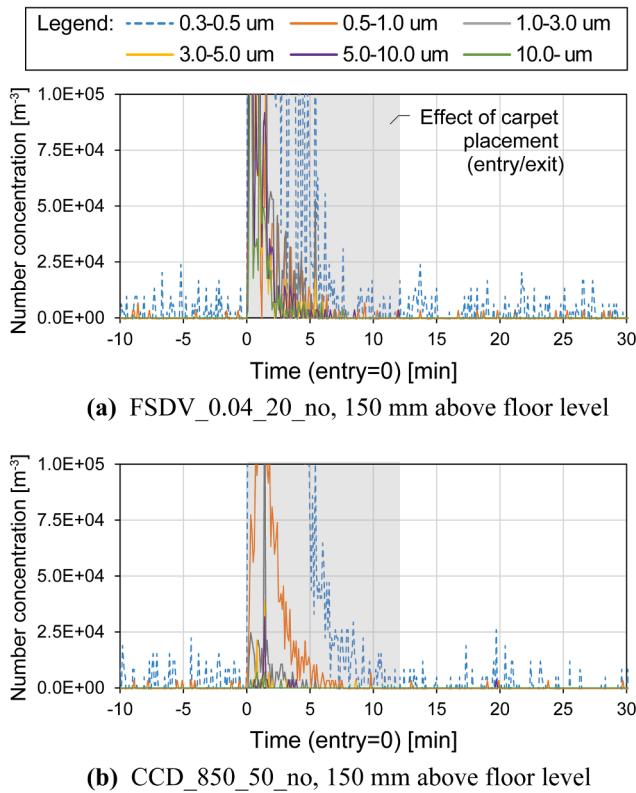 Legend: 0.3-0.5 um 0.5-1.0 um 1.0-3.0 um
3.0-5.0 um 5.0-10.0 um 10.0- um
Number concentration [m-3]
1.0E+05
7.5E+04
5.0E+04
2.5E+04
0.0E+00
Effect of carpet
placement
(entry/exit)
-10 -5 0 5 10 15 20 25 30
Time (entry=0) [min]
(a) FSDV_0.04_20_no, 150 mm above floor level
Number concentration [m-3]
1.0E+05
7.5E+04
5.0E+04
2.5E+04
0.0E+00
-10 -5 0 5 10 15 20 25 30
Time (entry=0) [min]
(b) CCD_850_50_no, 150 mm above floor level